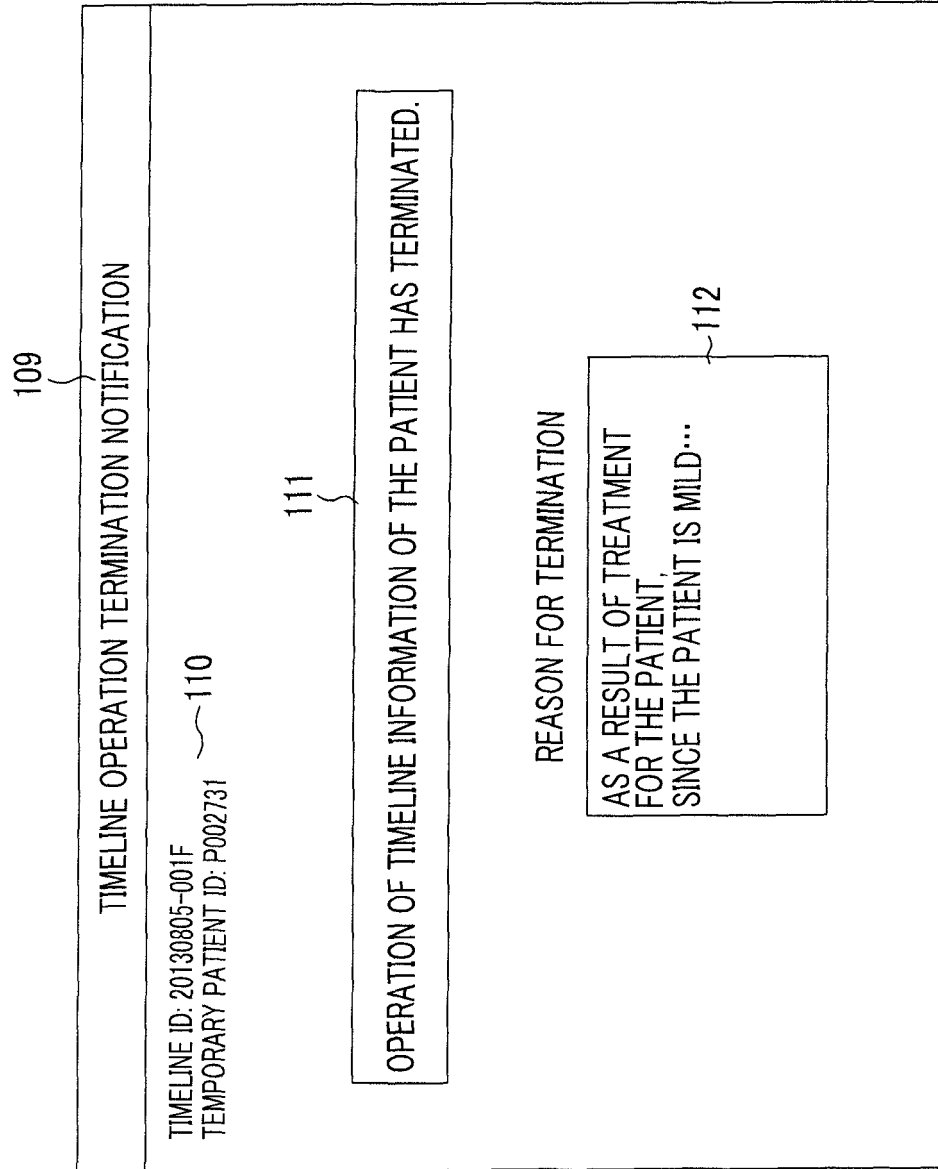 109
TIMELINE OPERATION TERMINATION NOTIFICATION
TIMELINE ID: 20130805-001F
TEMPORARY PATIENT ID: P002731
110
111
OPERATION OF TIMELINE INFORMATION OF THE PATIENT HAS TERMINATED.
REASON FOR TERMINATION
AS A RESULT OF TREATMENT
FOR THE PATIENT,
SINCE THE PATIENT IS MILD···
112